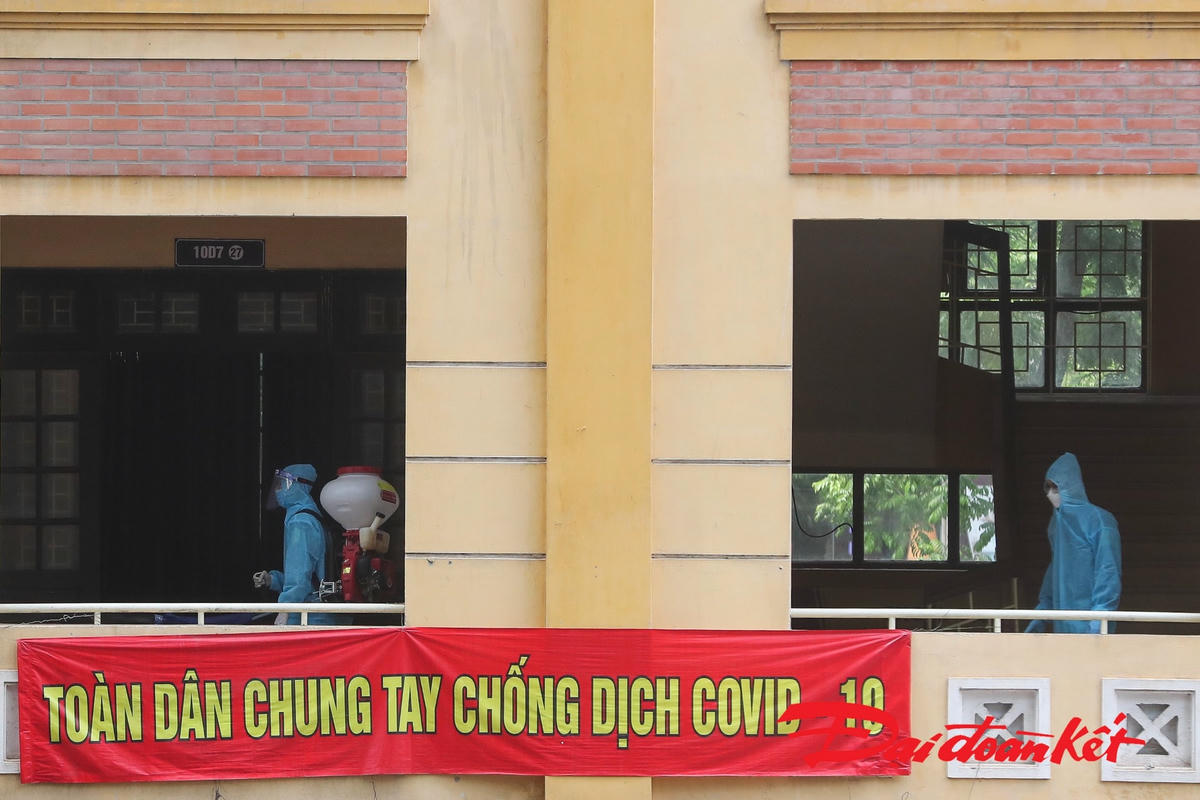 10D7 27
TOÀN DÂN CHUNG TAY CHỐNG DỊCH COVID - 19
Đại đoàn Kết